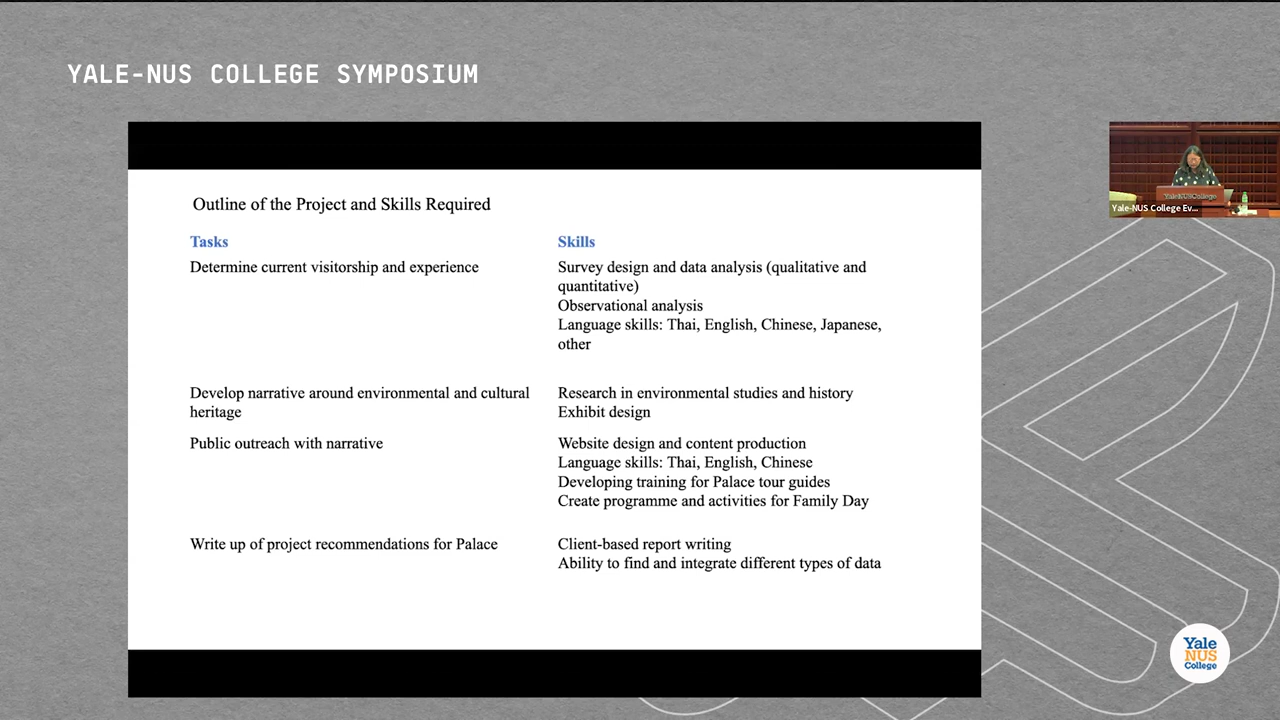 YALE-NUS COLLEGE SYMPOSIUM
Outline of the Project and Skills Required
Tasks
Skills
Determine current visitorship and experience
Survey design and data analysis (qualitative and
quantitative)
Observational analysis
Language skills: Thai, English, Chinese, Japanese,
other
Develop narrative around environmental and cultural
heritage
Research in environmental studies and history
Exhibit design
Public outreach with narrative
Website design and content production
Language skills: Thai, English, Chinese
Developing training for Palace tour guides
Create programme and activities for Family Day
Write up of project recommendations for Palace
Client-based report writing
Ability to find and integrate different types of data
Yale-NUS College
Yale-NUS College Ev...
Yale
NUS
College